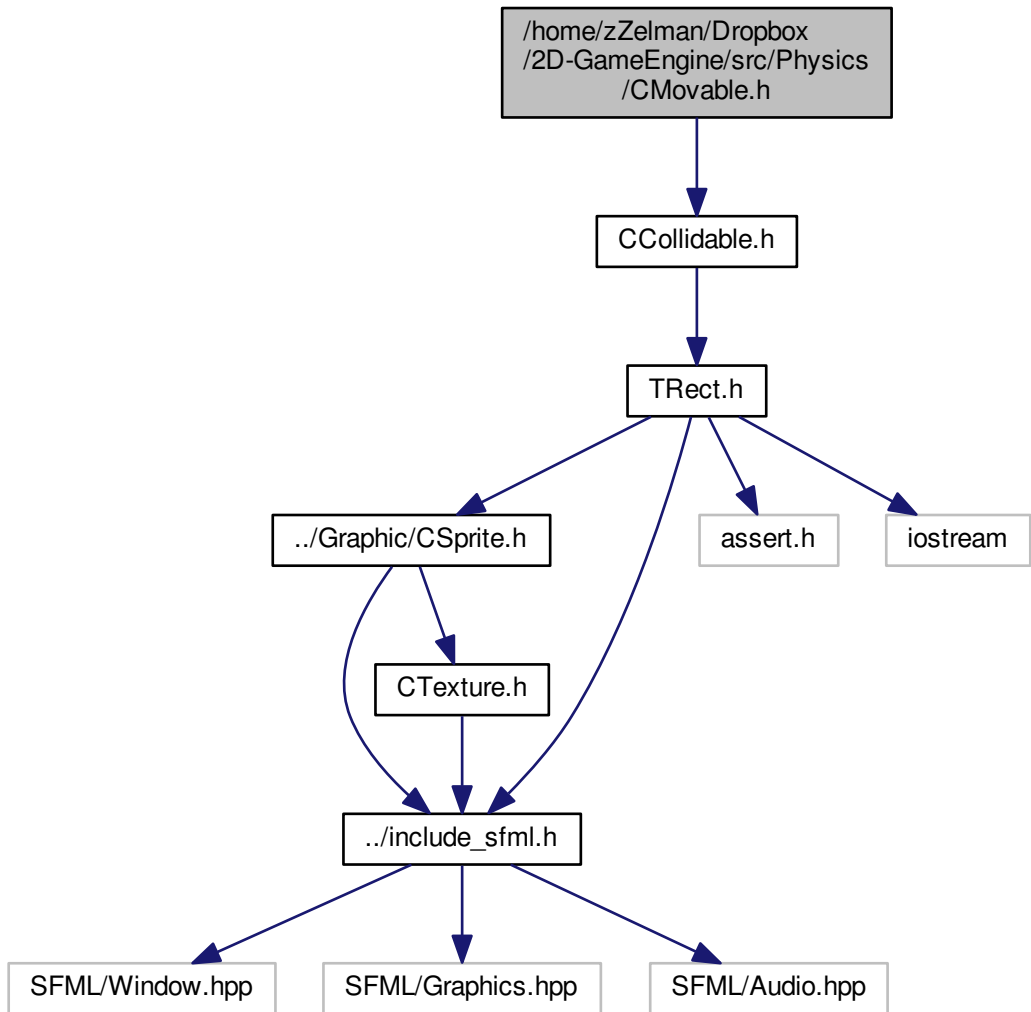 /home/zZelman/Dropbox
/2D-GameEngine/src/Physics
/CMovable.h
CCollidable.h
TRect.h
../Graphic/CSprite.h
assert.h
iostream
CTexture.h
../include_sfml.h
SFML/Window.hpp
SFML/Graphics.hpp
SFML/Audio.hpp